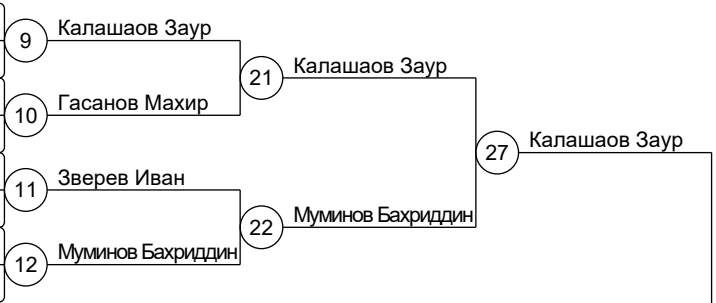 9 Калашаов Заур
21 Калашаов Заур
10 Гасанов Махир
27 Калашаов Заур
11 Зверев Иван
22 Муминов Бахриддин
12 Муминов Бахриддин